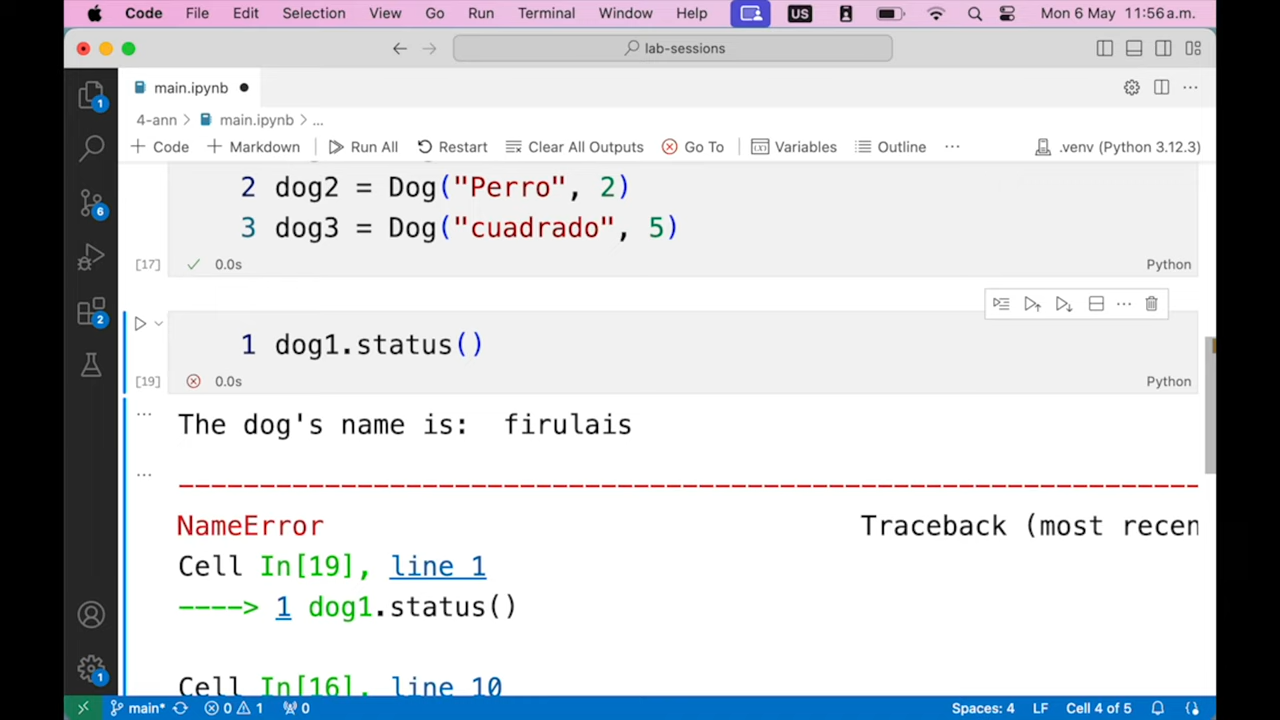 Code File Edit Selection View Go Run Terminal Window Help US Mon 6 May 11:56 a.m.
lab-sessions
main.ipynb
4-ann > main.ipynb > ...
+ Code + Markdown Run All Restart Clear All Outputs Go To Variables Outline ... .venv (Python 3.12.3)
2 dog2 = Dog("Perro", 2)
3 dog3 = Dog("cuadrado", 5)
[17] 0.0s Python
1 dog1.status()
[19] 0.0s Python
The dog's name is:  firulais
--------------------------------------------------------------
NameError Traceback (most recen
Cell In[19], line 1
----> 1 dog1.status()
Cell In[16], line 10
main* 0 1 0 Spaces: 4 LF Cell 4 of 5
1
6
2
1